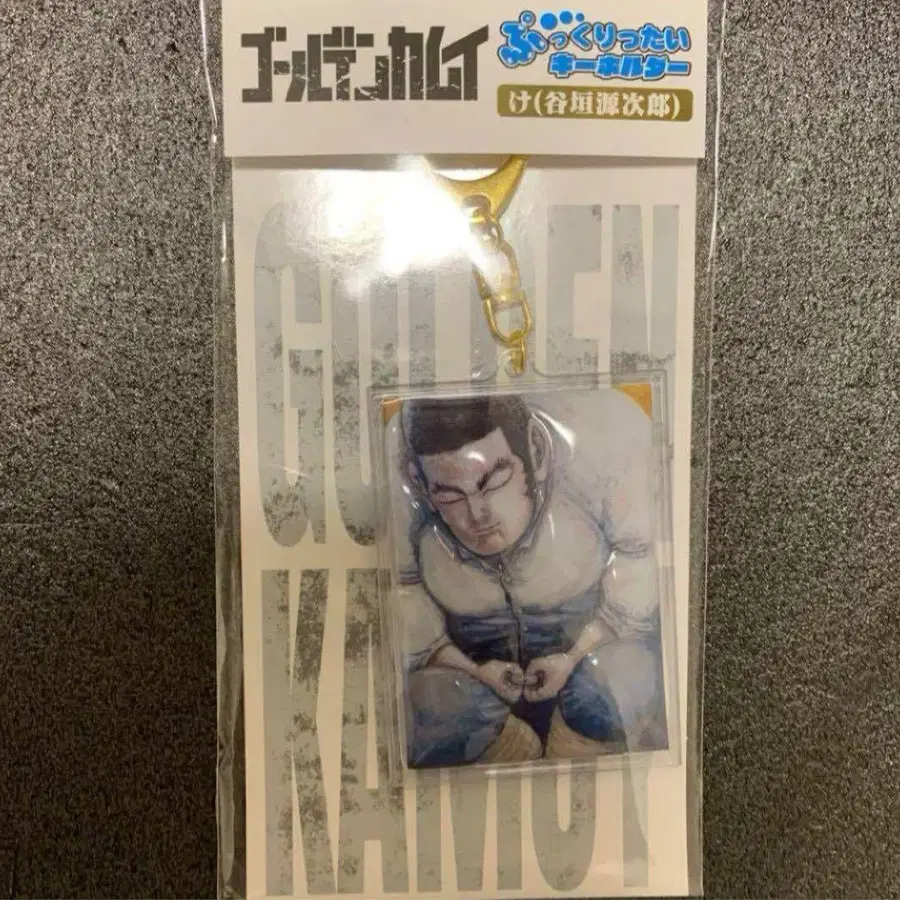 ゴールデンカムイ
ぷっくりったい
キーホルダー
け(谷垣源次郎)
GOLDEN
KAMUY